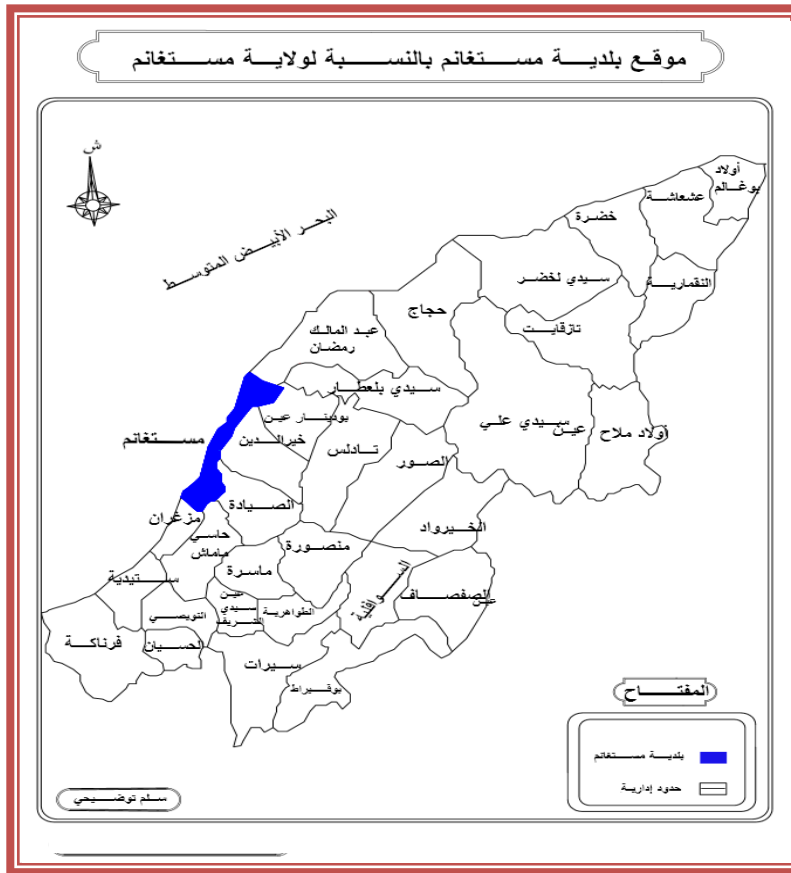 موقع بلدية مستغانم بالنسبة لولاية مستغانم
ش
البحر الأبيض المتوسط
أولاد
بوغالم
عشعاشة
خضرة
النقمارية
سيدي لخضر
تازقايت
حجاج
عبد المالك
رمضان
سيدي بلعطار
مستغانم
بودينار عين
خير الدين
تادلس
الصور
سيدي علي
عين
أولاد ملاح
الصيادة
مزغران
حاسي
ماماش
منصورة
الخيرواد
ماسرة
السوافلية
الصفصاف
عين
ستيدية
عين
سيدي
الشريف
الطواهرية
التويصي
فرناكة
الحسيان
سيرات
بوقيراط
المفتاح
بلدية مستغانم
حدود إدارية
سلم توضيحي